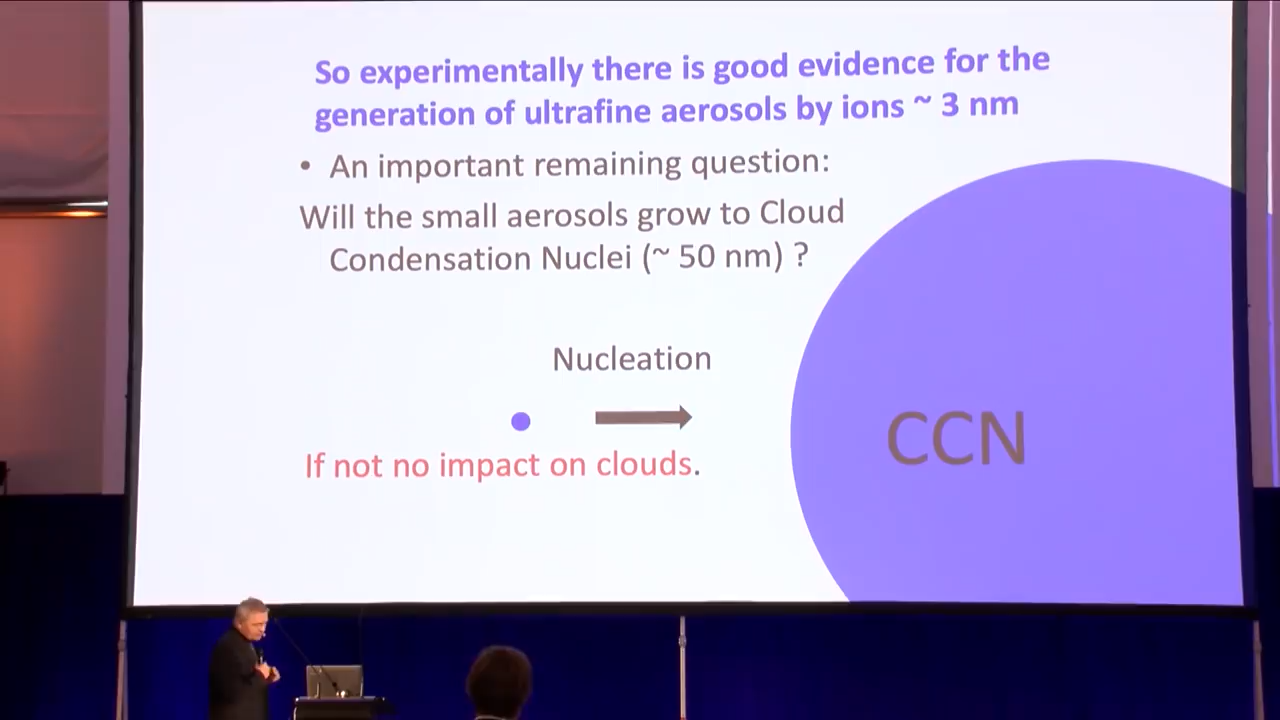 So experimentally there is good evidence for the
generation of ultrafine aerosols by ions ~ 3 nm
• An important remaining question:
Will the small aerosols grow to Cloud
Condensation Nuclei (~ 50 nm) ?
Nucleation
CCN
If not no impact on clouds.